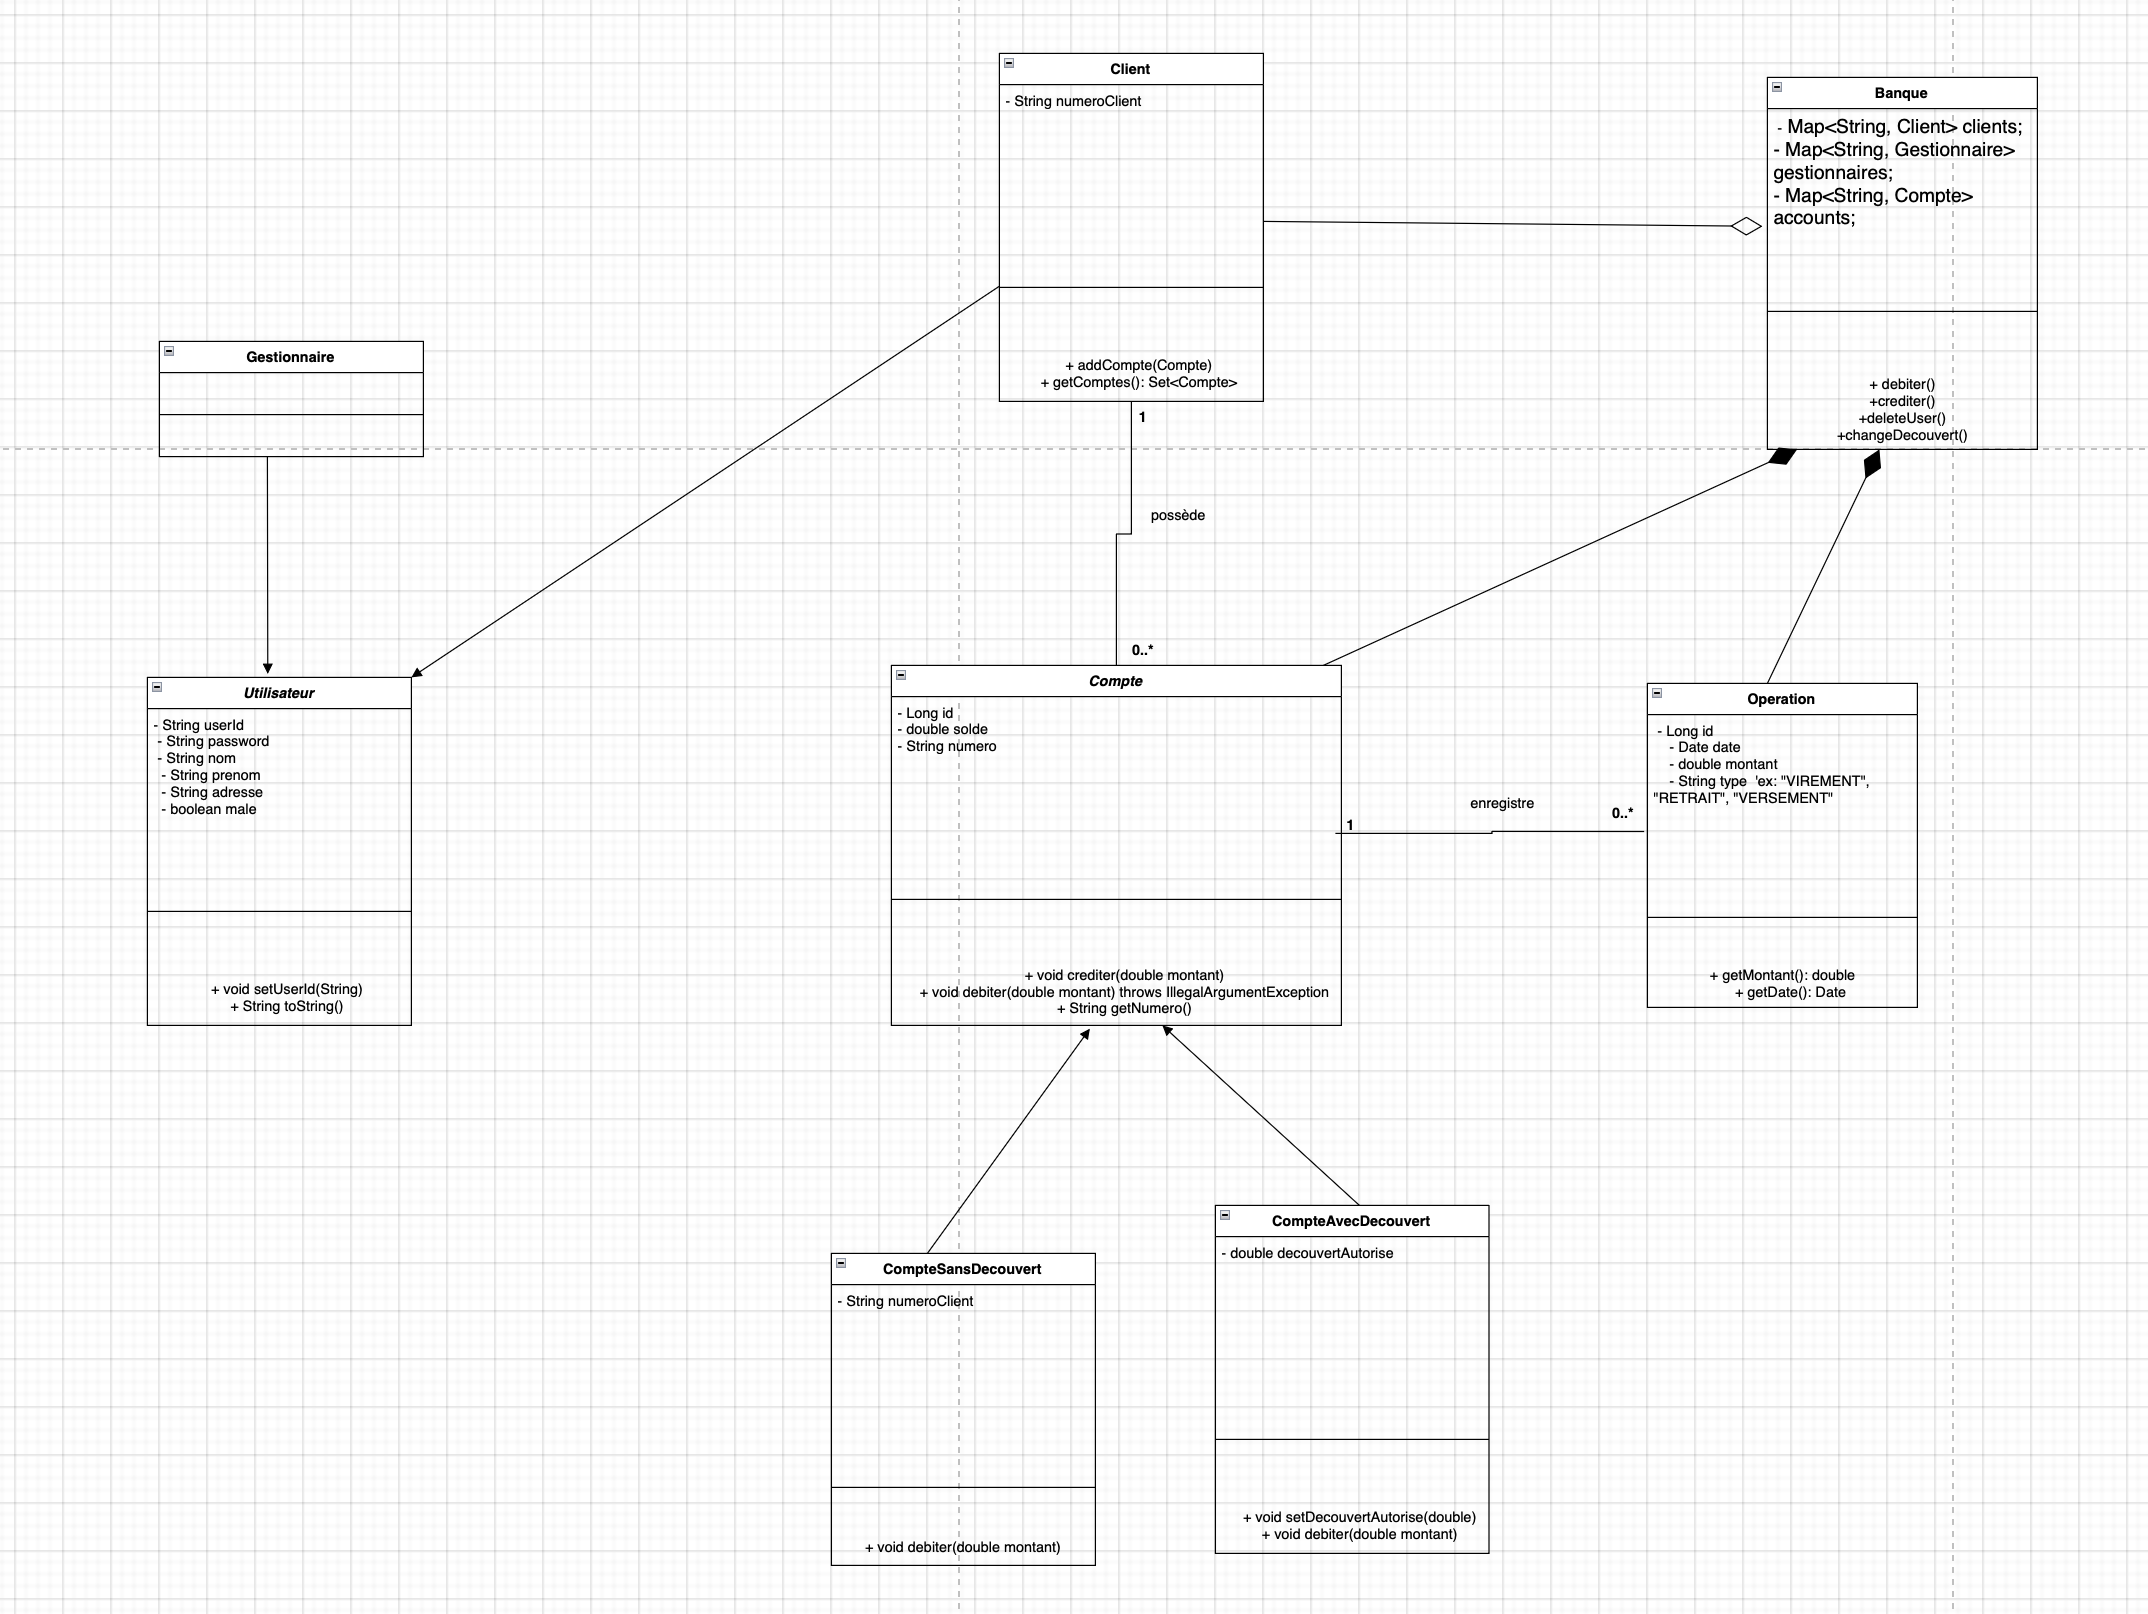 Client
- String numeroClient
+ addCompte(Compte)
+ getComptes(): Set<Compte>
Banque
- Map<String, Client> clients;
- Map<String, Gestionnaire>
gestionnaires;
- Map<String, Compte>
accounts;
+ debiter()
+crediter()
+deleteUser()
+changeDecouvert()
Gestionnaire
1
possède
0..*
Utilisateur
- String userId
- String password
- String nom
- String prenom
- String adresse
- boolean male
+ void setUserId(String)
+ String toString()
Compte
- Long id
- double solde
- String numero
+ void crediter(double montant)
+ void debiter(double montant) throws IllegalArgumentException
+ String getNumero()
1
enregistre
0..*
Operation
- Long id
- Date date
- double montant
- String type 'ex: "VIREMENT",
"RETRAIT", "VERSEMENT"
+ getMontant(): double
+ getDate(): Date
CompteSansDecouvert
- String numeroClient
+ void debiter(double montant)
CompteAvecDecouvert
- double decouvertAutorise
+ void setDecouvertAutorise(double)
+ void debiter(double montant)